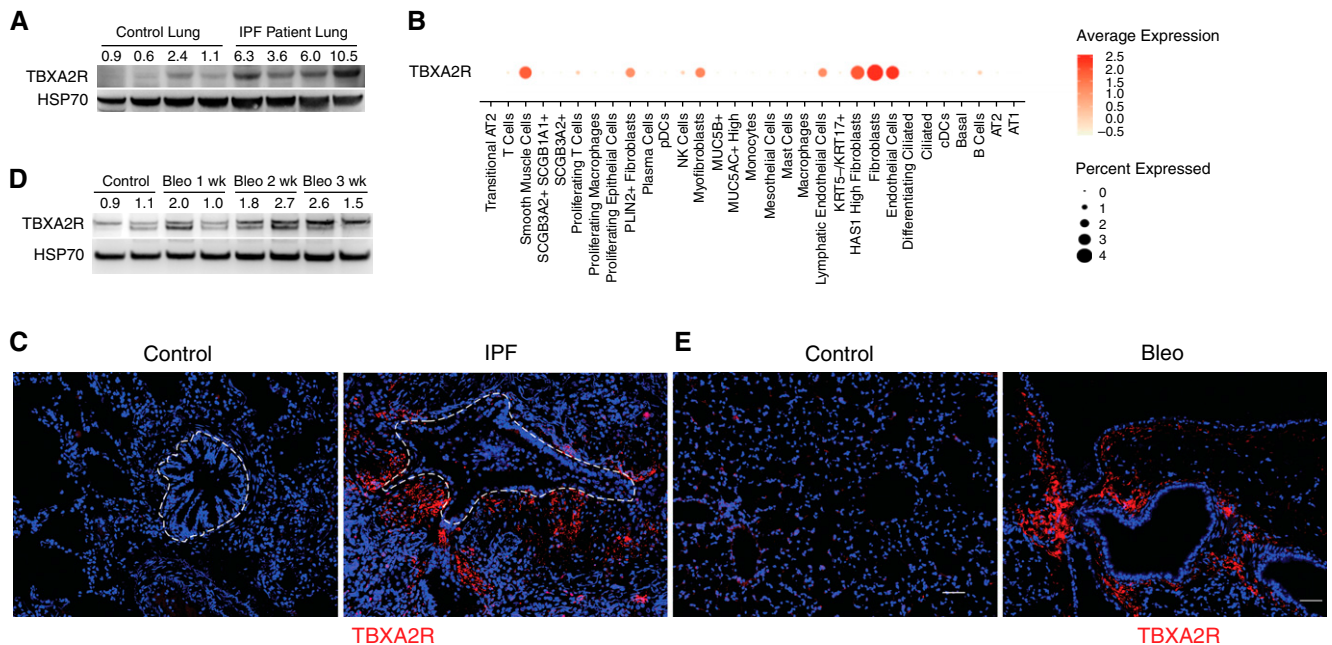 A
Control Lung IPF Patient Lung
0.9 0.6 2.4 1.1 6.3 3.6 6.0 10.5
TBXA2R
HSP70
B
TBXA2R
Transitional AT2
T Cells
Smooth Muscle Cells
SCGB3A2+ SCGB1A1+
SCGB3A2+
Proliferating T Cells
Proliferating Macrophages
Proliferating Epithelial Cells
PLIN2+ Fibroblasts
Plasma Cells
pDCs
NK Cells
Myofibroblasts
MUC5B+
MUC5AC+ High
Monocytes
Mesothelial Cells
Mast Cells
Macrophages
Lymphatic Endothelial Cells
KRT5–/KRT17+
HAS1 High Fibroblasts
Fibroblasts
Endothelial Cells
Differentiating Ciliated
Ciliated
cDCs
Basal
B Cells
AT2
AT1
Average Expression
2.5
2.0
1.5
1.0
0.5
0.0
–0.5
Percent Expressed
0
1
2
3
4
D
Control Bleo 1 wk Bleo 2 wk Bleo 3 wk
0.9 1.1 2.0 1.0 1.8 2.7 2.6 1.5
TBXA2R
HSP70
C
Control IPF
TBXA2R
E
Control Bleo
TBXA2R